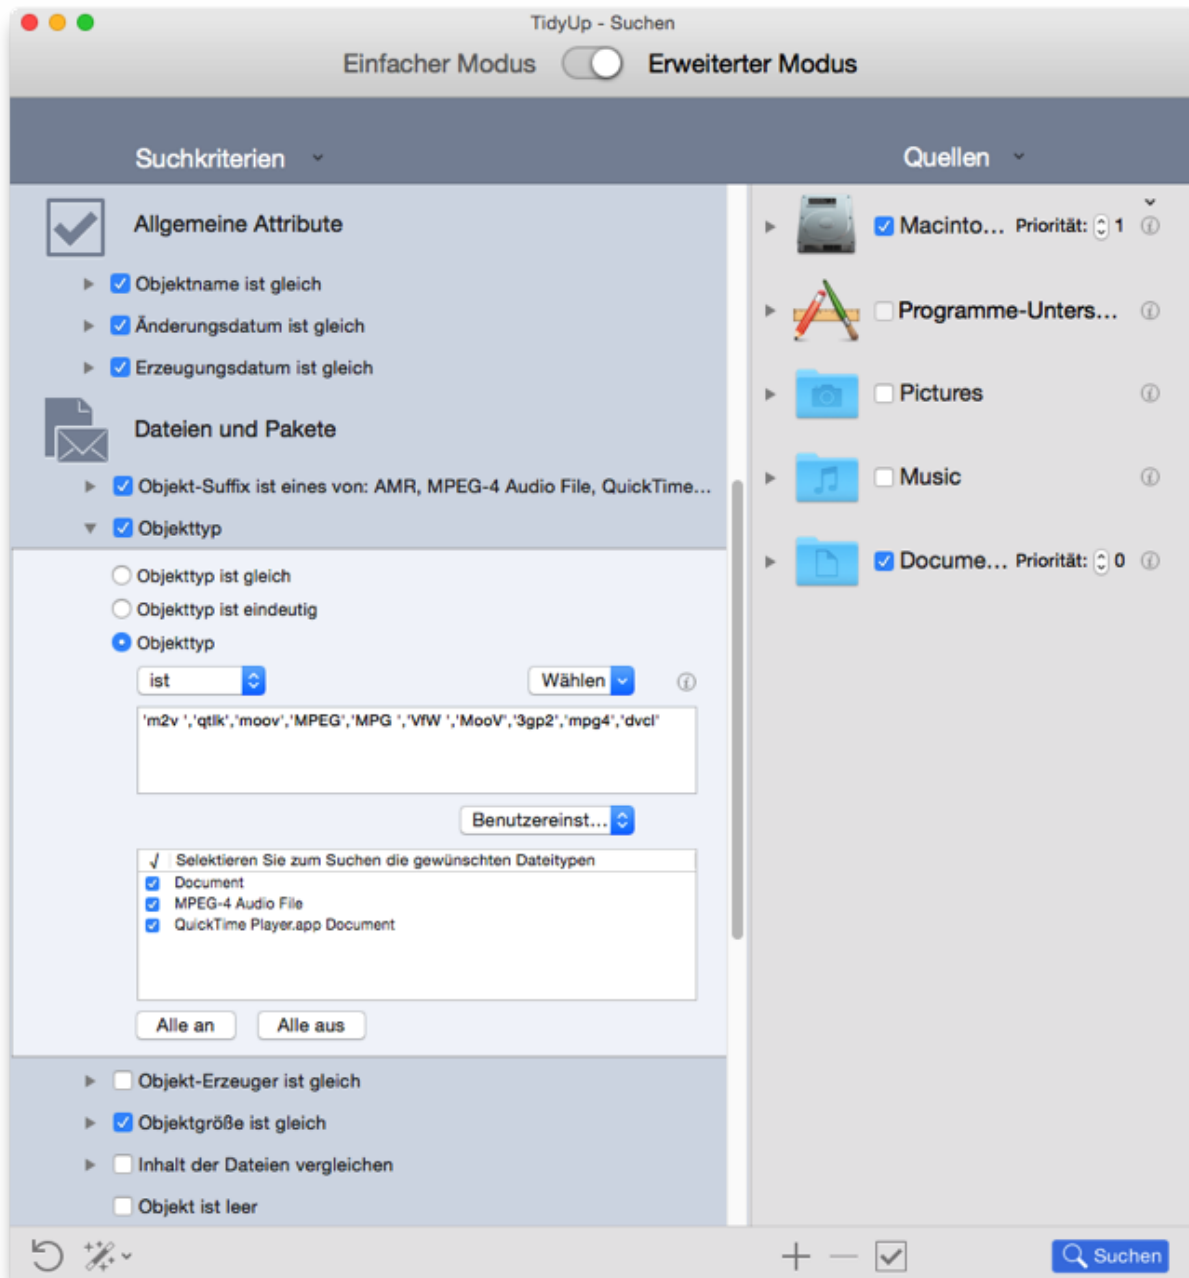 TidyUp - Suchen
Einfacher Modus
Erweiterter Modus
Suchkriterien
Quellen
Allgemeine Attribute
Objektname ist gleich
Änderungsdatum ist gleich
Erzeugungsdatum ist gleich
Dateien und Pakete
Objekt-Suffix ist eines von: AMR, MPEG-4 Audio File, QuickTime...
Objekttyp
Objekttyp ist gleich
Objekttyp ist eindeutig
Objekttyp
ist
Wählen
'm2v ','qtlk','moov','MPEG','MPG ','VfW ','MooV','3gp2','mpg4','dvcl'
Benutzereinst...
√ Selektieren Sie zum Suchen die gewünschten Dateitypen
Document
MPEG-4 Audio File
QuickTime Player.app Document
Alle an
Alle aus
Objekt-Erzeuger ist gleich
Objektgröße ist gleich
Inhalt der Dateien vergleichen
Objekt ist leer
Macinto... Priorität: 1
Programme-Unters...
Pictures
Music
Docume... Priorität: 0
Suchen